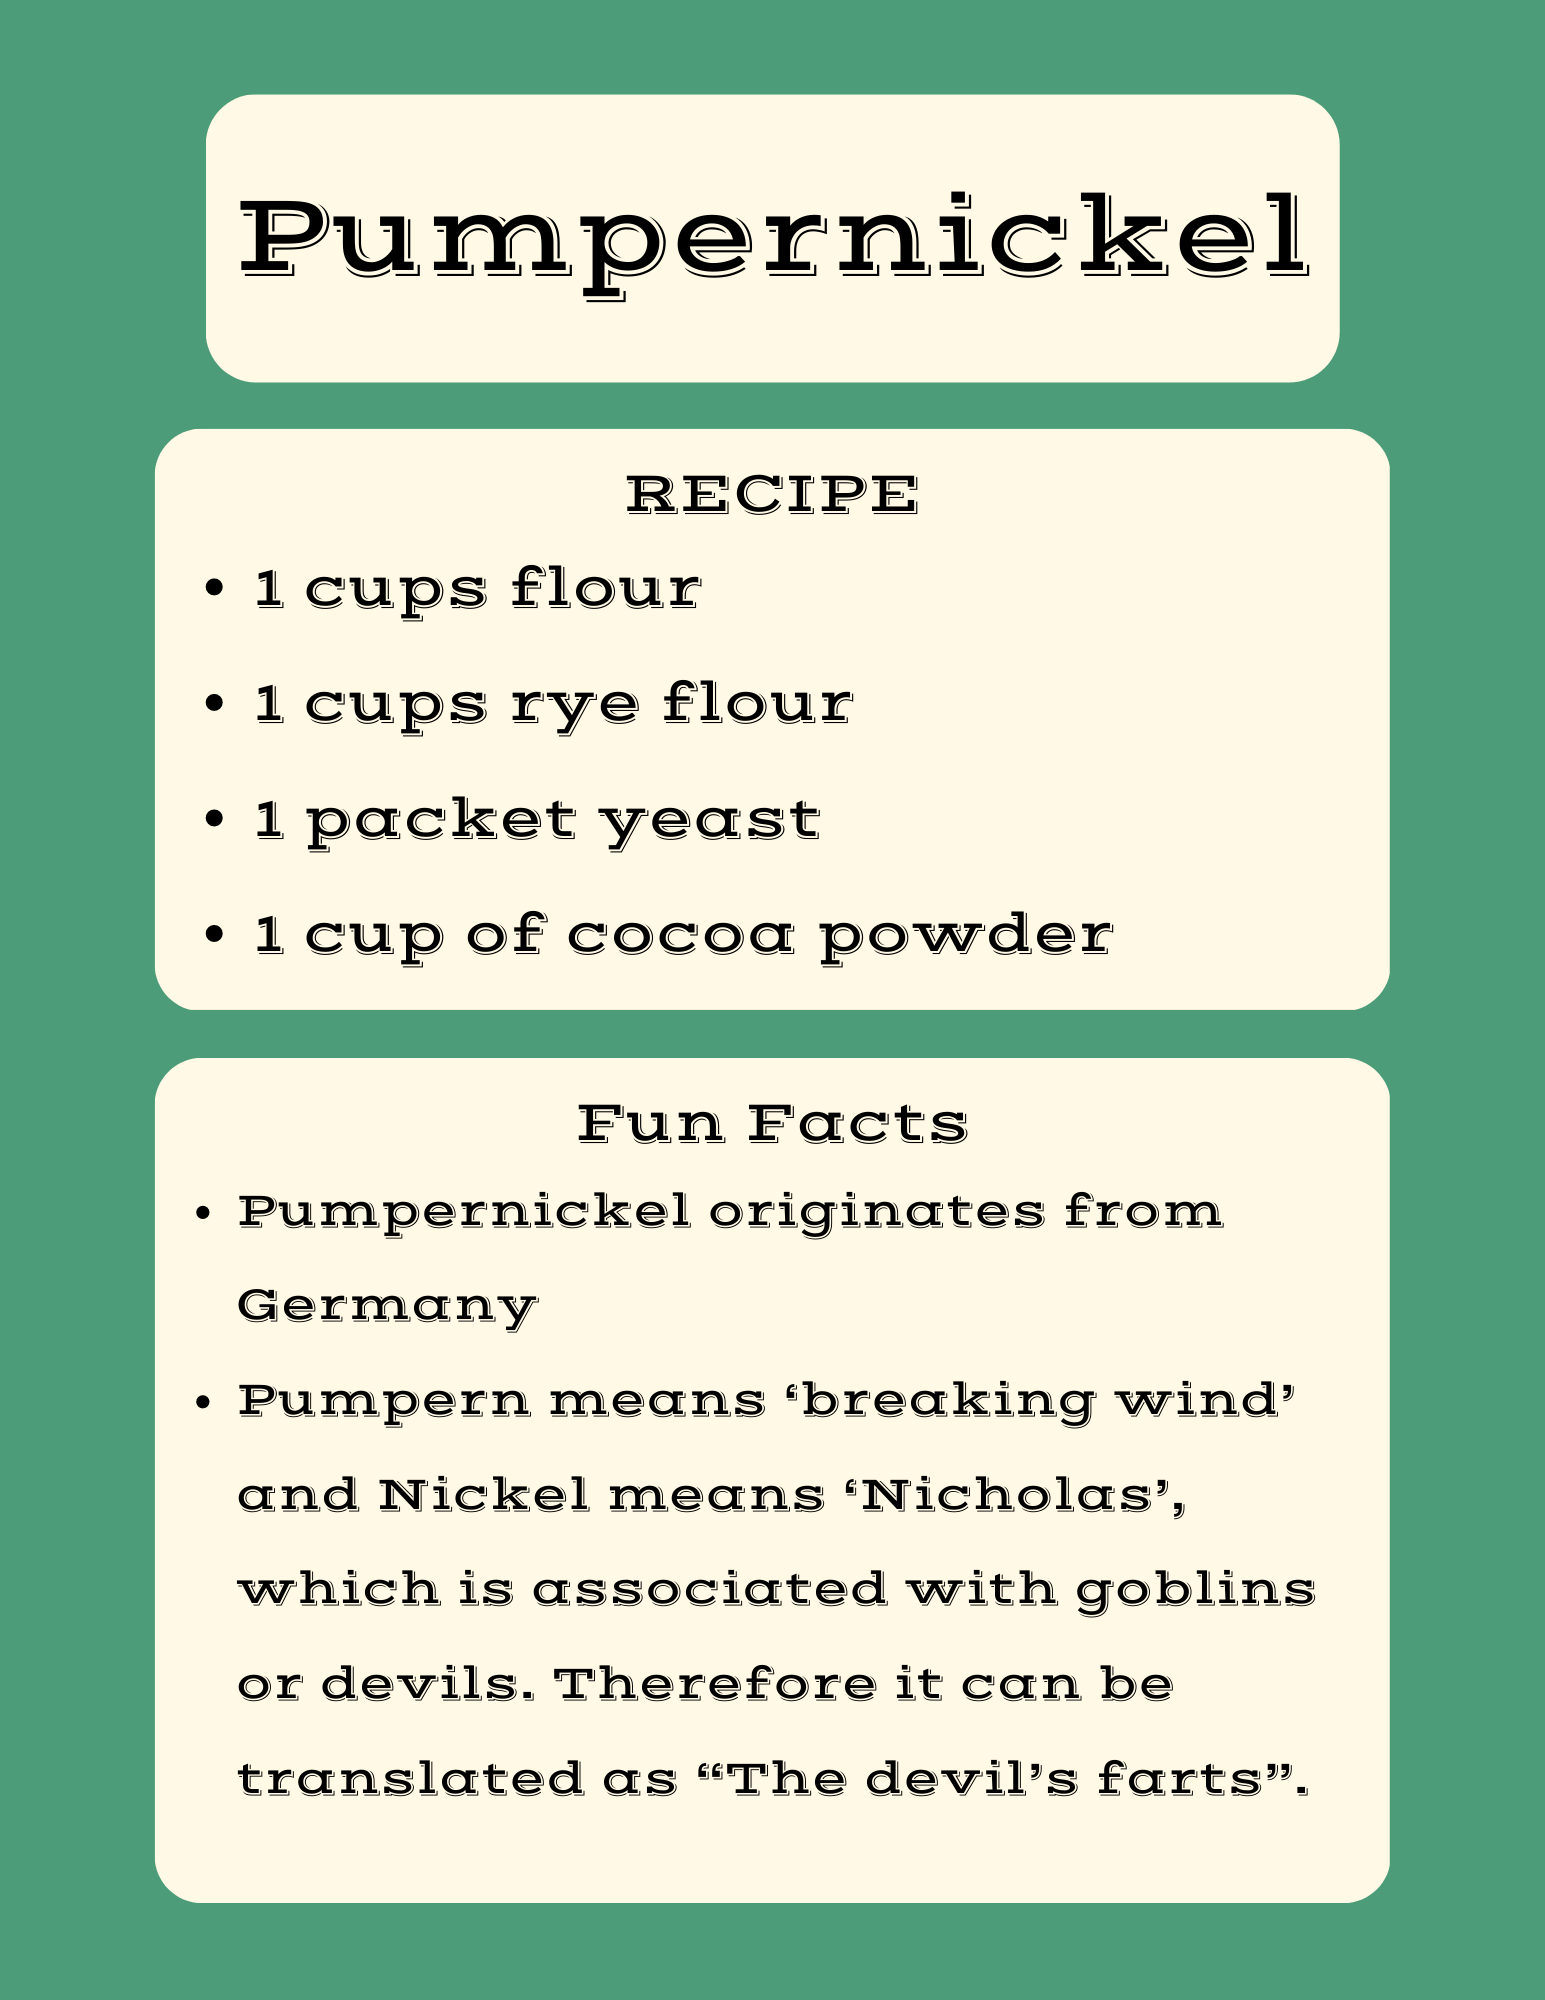 Pumpernickel
RECIPE
• 1 cups flour
• 1 cups rye flour
• 1 packet yeast
• 1 cup of cocoa powder
Fun Facts
• Pumpernickel originates from
Germany
• Pumpern means ‘breaking wind’
and Nickel means ‘Nicholas’,
which is associated with goblins
or devils. Therefore it can be
translated as “The devil’s farts”.